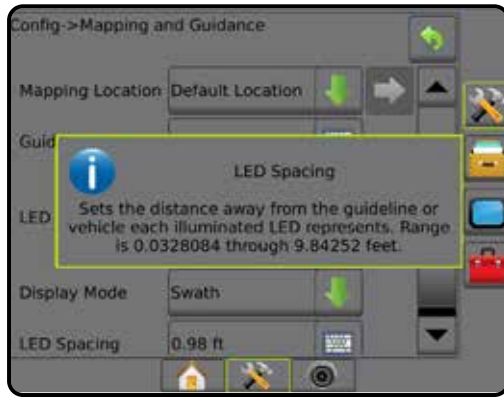 Config->Mapping and Guidance
Mapping Location Default Location
Guid
LED Spacing
LED
Sets the distance away from the guideline or
vehicle each illuminated LED represents. Range
is 0.0328084 through 9.84252 feet.
Display Mode Swath
LED Spacing 0.98 ft